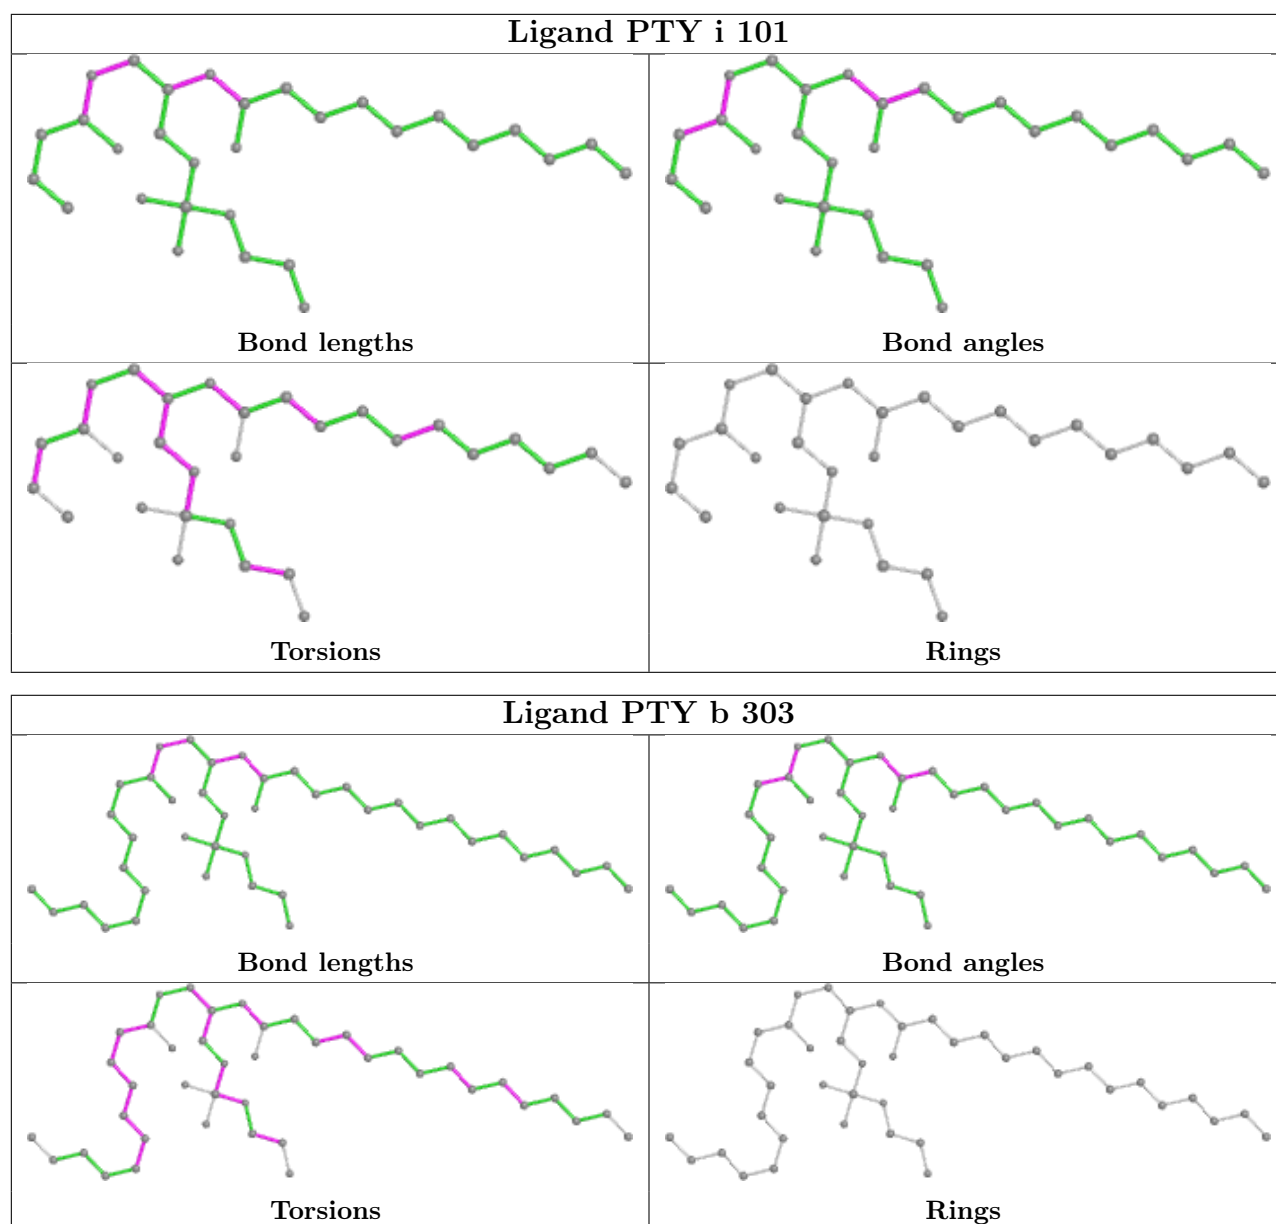 Ligand PTY i 101
Bond lengths
Bond angles
Torsions
Rings
Ligand PTY b 303
Bond lengths
Bond angles
Torsions
Rings